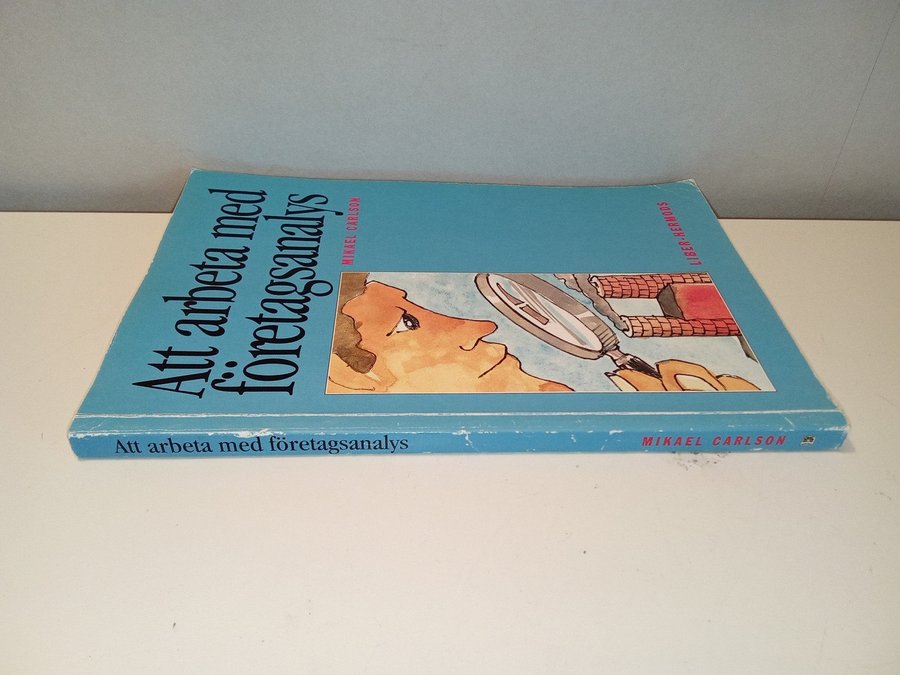 Att arbeta med
företagsanalys
MIKAEL CARLSON
LIBER-HERMODS
Att arbeta med företagsanalys
MIKAEL CARLSON